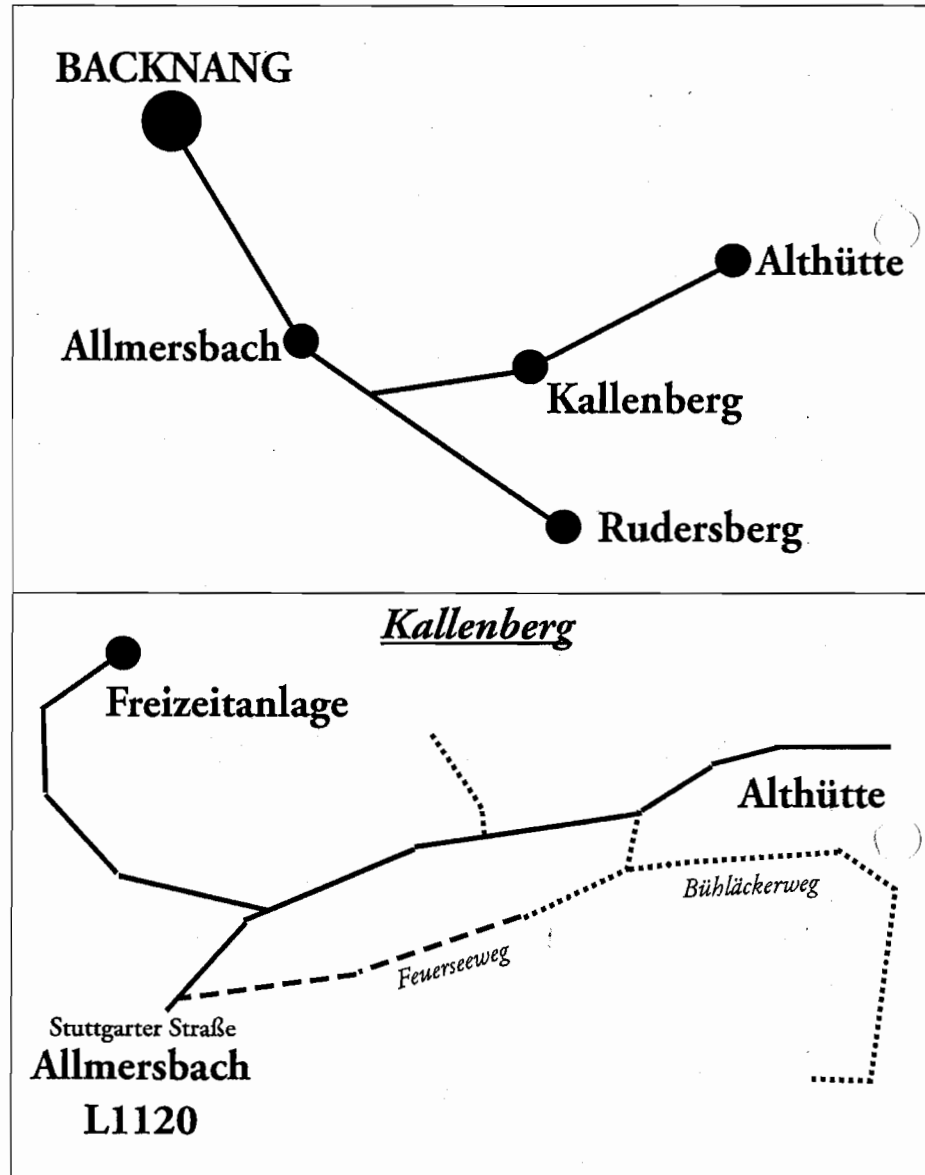 BACKNANG
Althütte
Allmersbach
Kallenberg
Rudersberg
Kallenberg
Freizeitanlage
Althütte
Bühläckerweg
Feuerseeweg
Stuttgarter Straße
Allmersbach
L1120